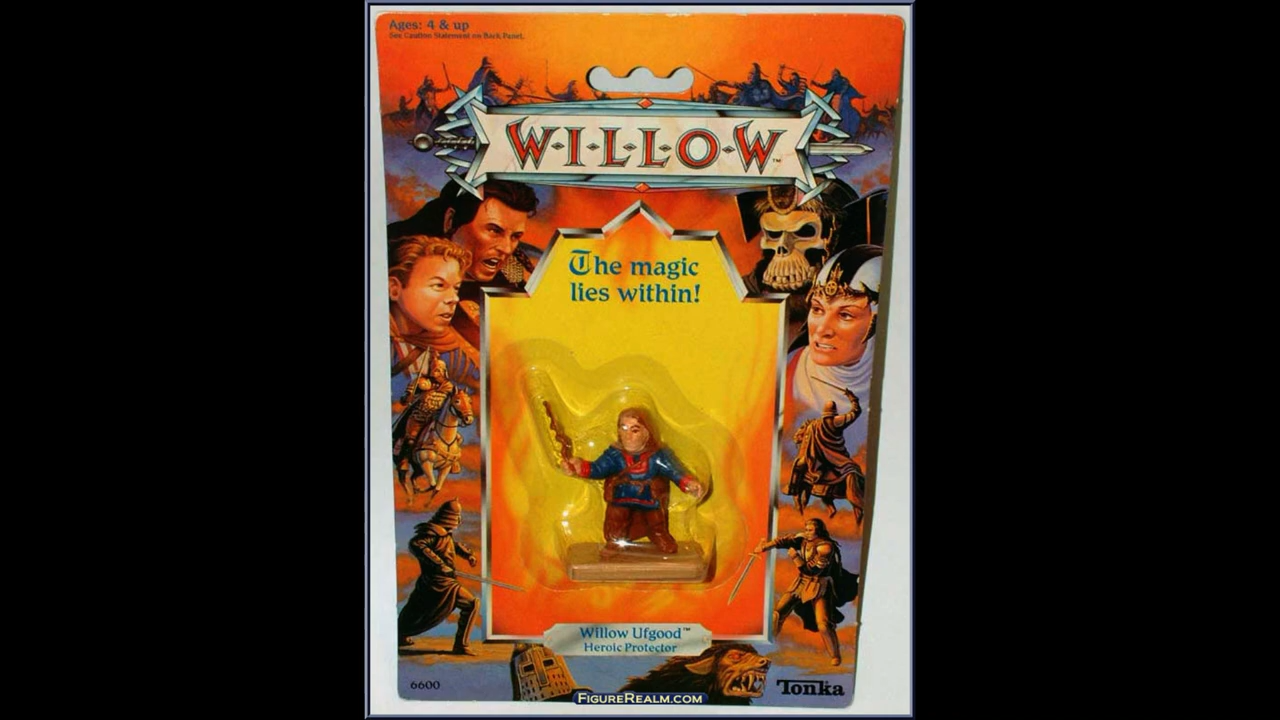 Ages: 4 & up
See Caution Statement on Back Panel.
W·I·L·L·O·W™
The magic
lies within!
Willow Ufgood™
Heroic Protector
6600
Tonka
FIGUREREALM.COM